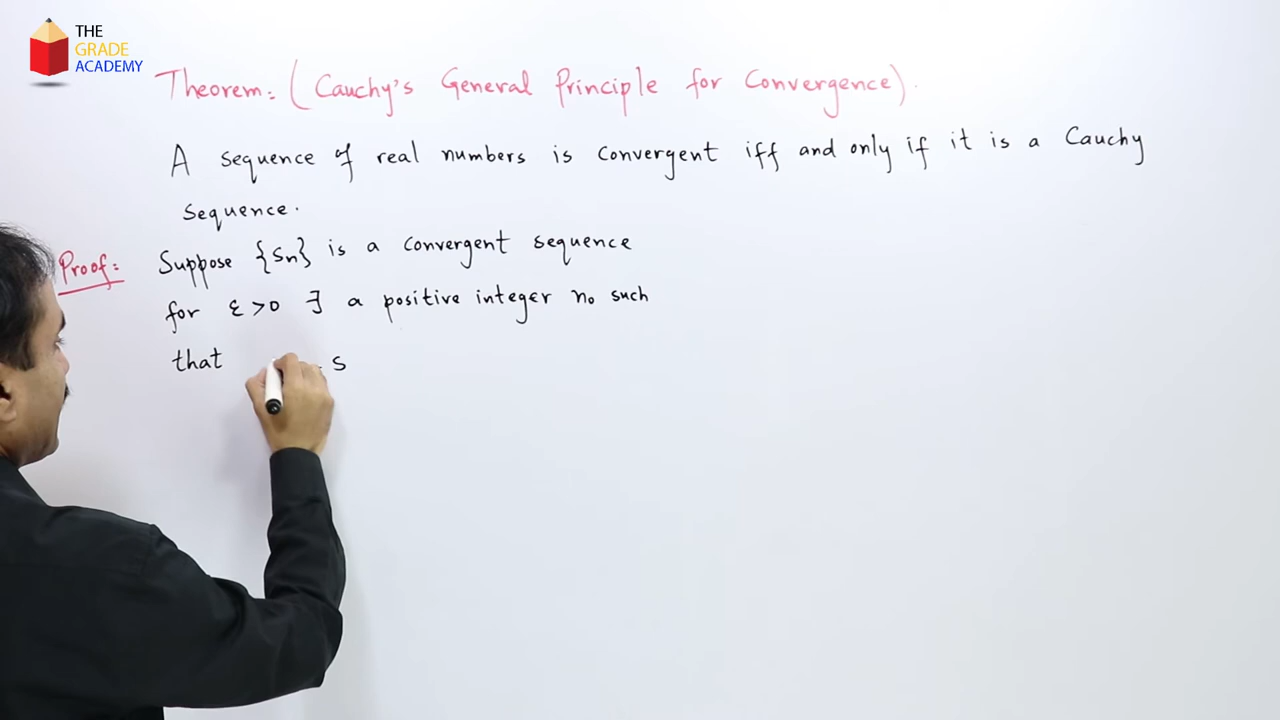 THE
GRADE
ACADEMY
Theorem: (Cauchy's General Principle for Convergence).
A sequence of real numbers is convergent iff and only if it is a Cauchy
sequence.
Proof: Suppose {Sn} is a convergent sequence
for ε>0 ∃ a positive integer n₀ such
that s